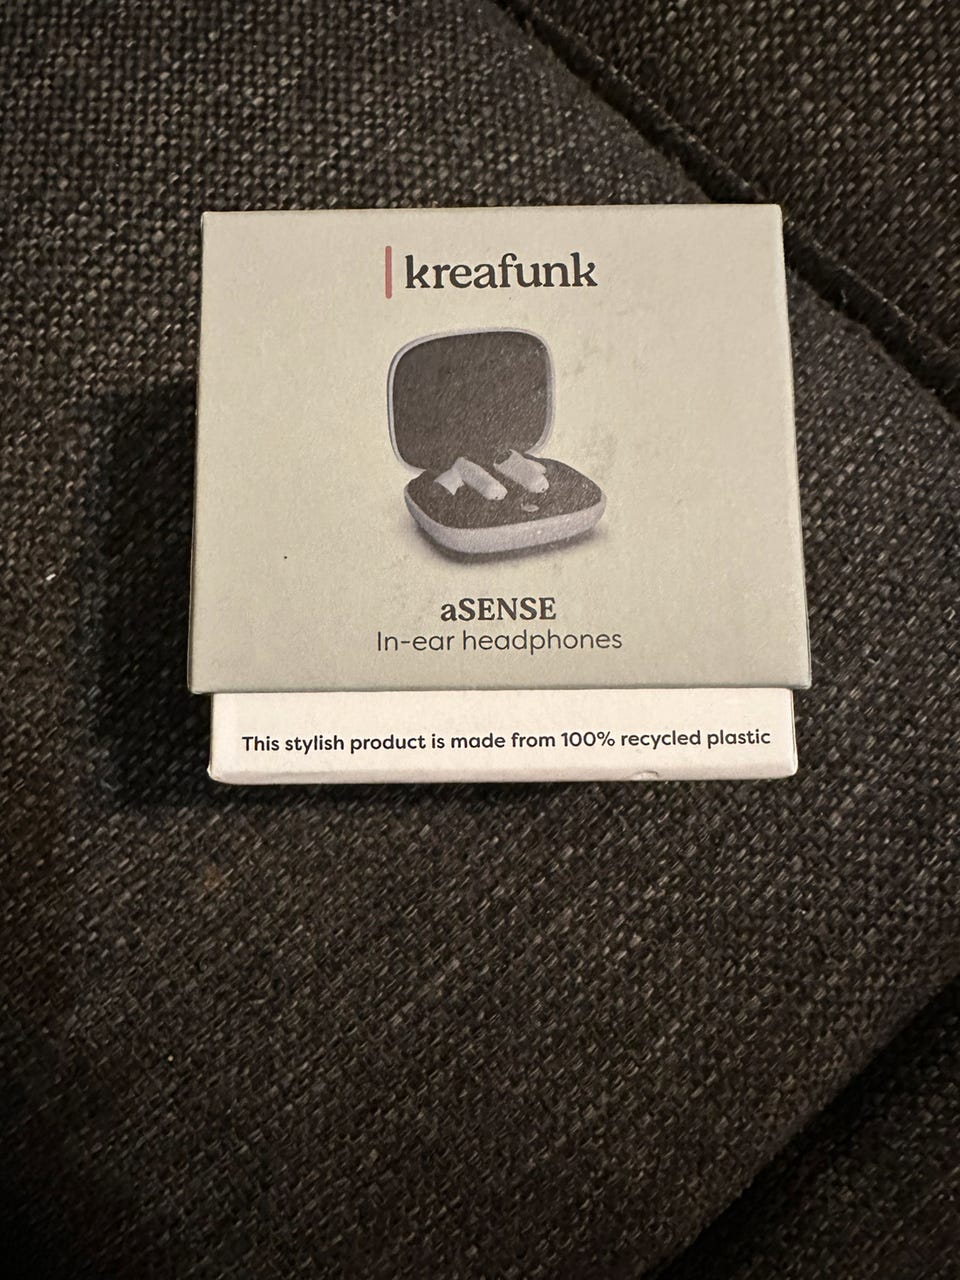 kreafunk
aSENSE
In-ear headphones
This stylish product is made from 100% recycled plastic